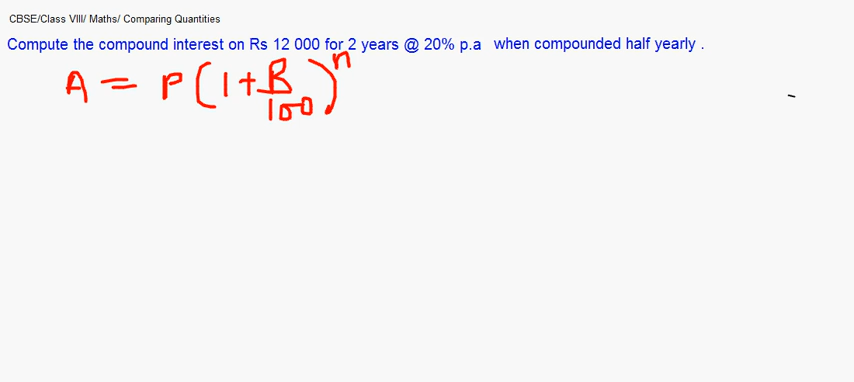 CBSE/Class VIII/ Maths/ Comparing Quantities
Compute the compound interest on Rs 12 000 for 2 years @ 20% p.a when compounded half yearly .
A = P(1+R/100)^n